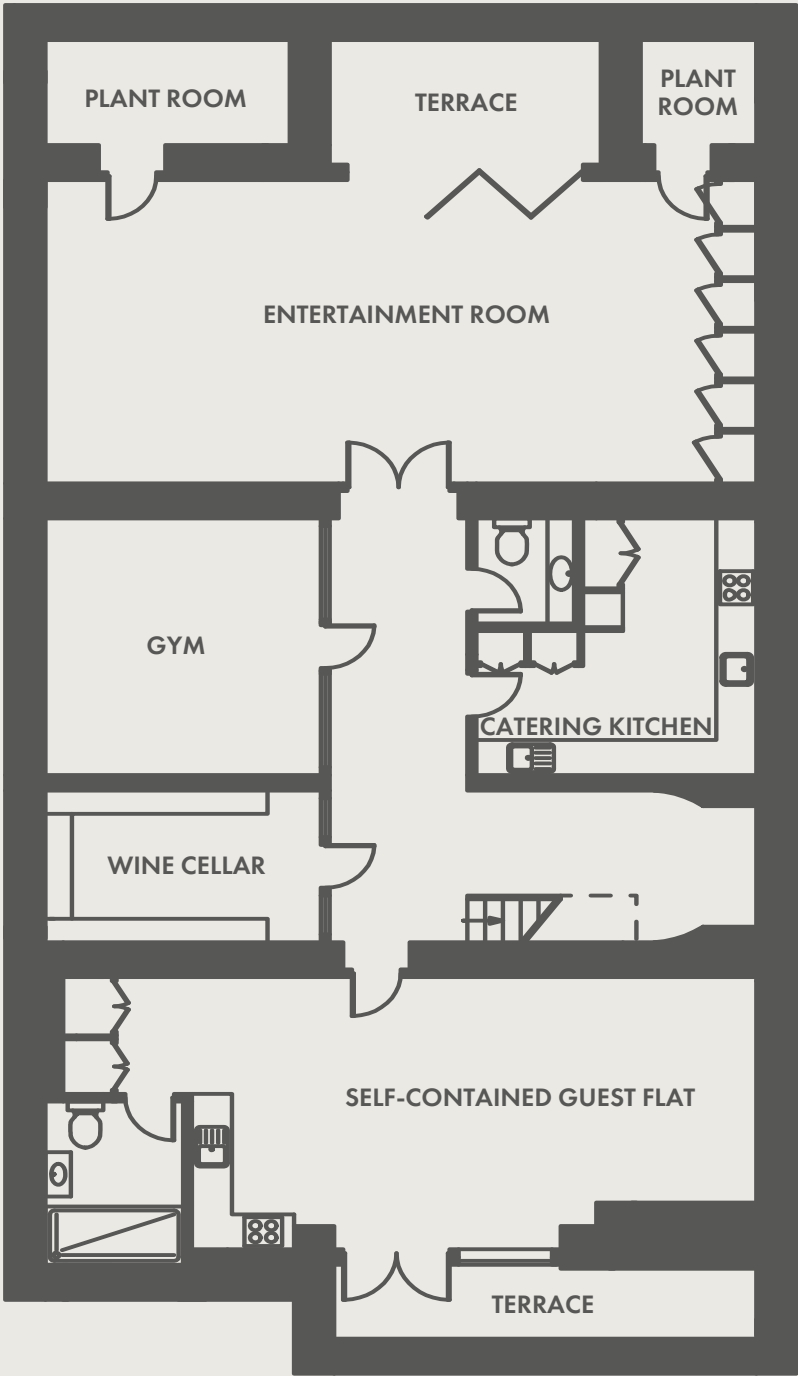 PLANT ROOM
TERRACE
PLANT
ROOM
ENTERTAINMENT ROOM
GYM
CATERING KITCHEN
WINE CELLAR
SELF-CONTAINED GUEST FLAT
TERRACE